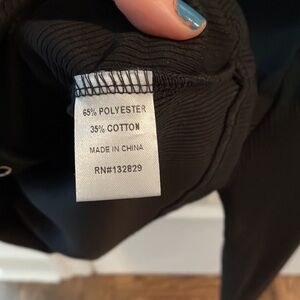 65% POLYESTER
35% COTTON
MADE IN CHINA
RN#132829